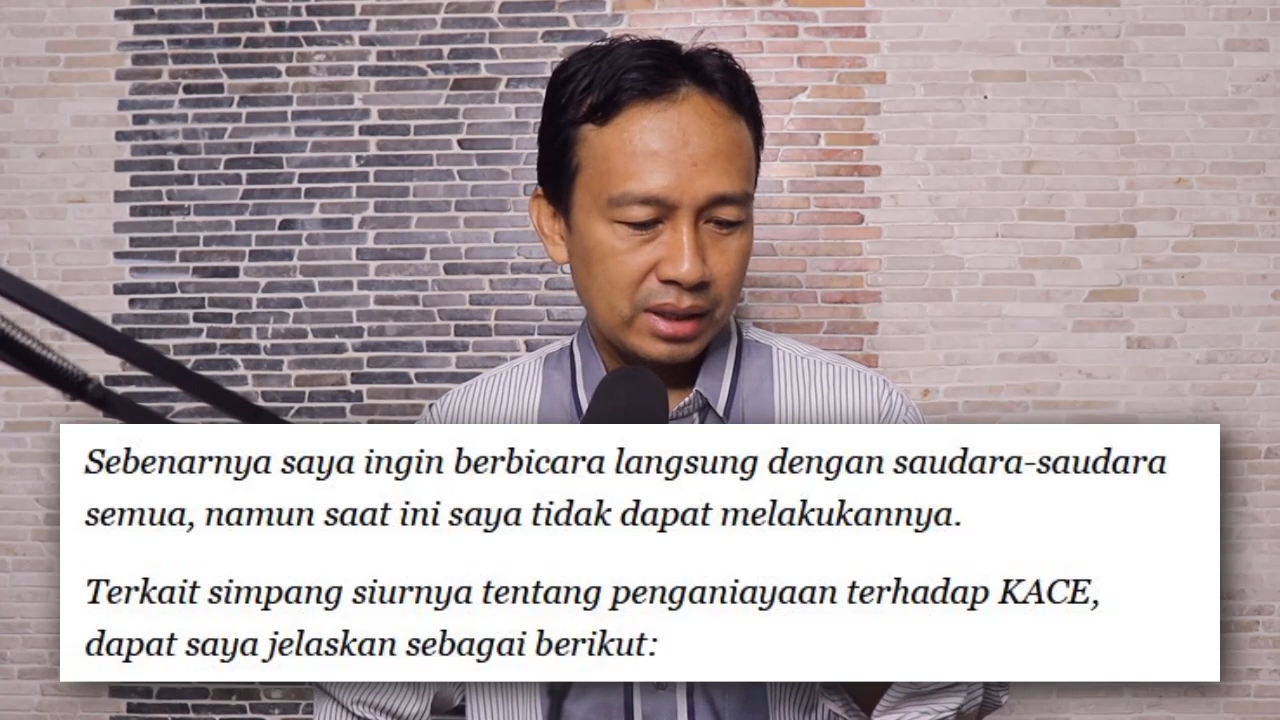 Sebenarnya saya ingin berbicara langsung dengan saudara-saudara
semua, namun saat ini saya tidak dapat melakukannya.
Terkait simpang siurnya tentang penganiayaan terhadap KACE,
dapat saya jelaskan sebagai berikut: